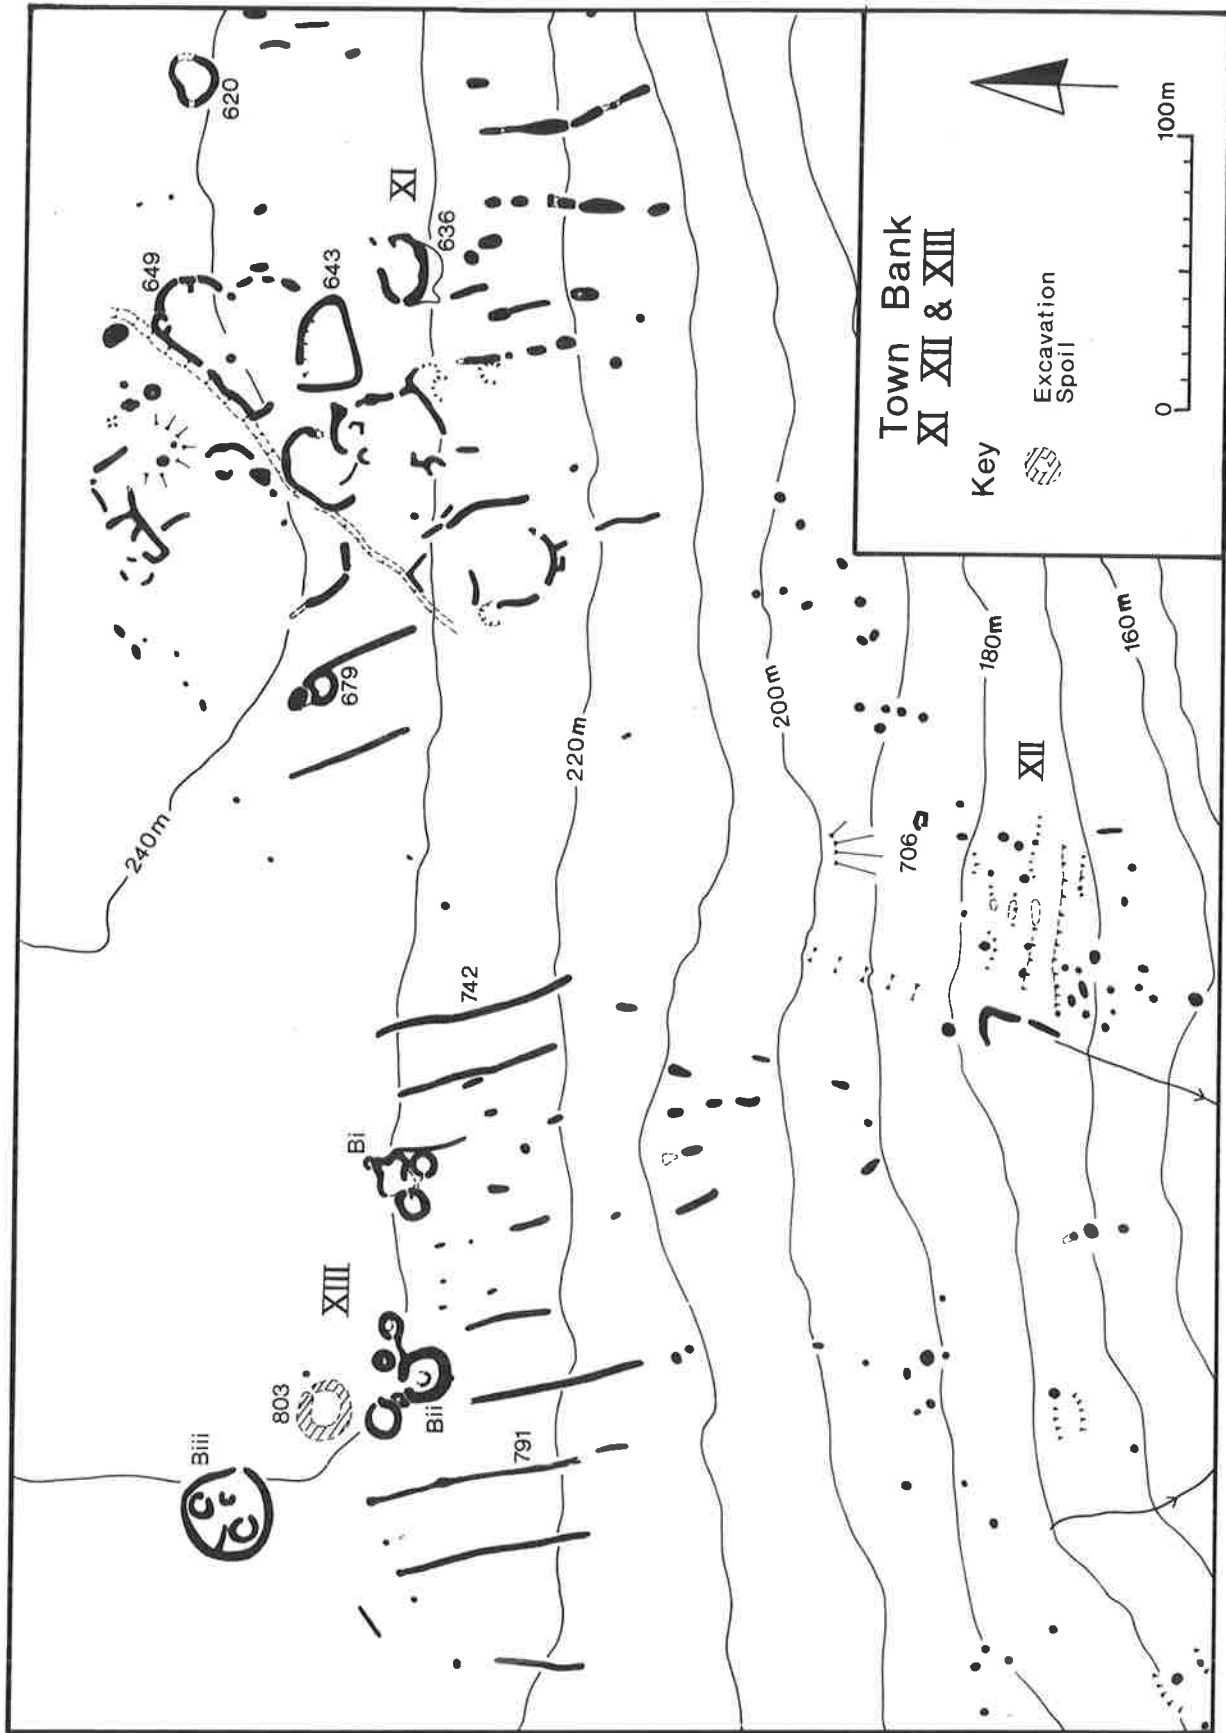 620
XI
636
649
643
679
240m
220m
200m
180m
160m
XII
706
742
Bi
XIII
803
Bii
Biii
791
Town Bank
XI XII & XIII
Key
Excavation
Spoil
0 100m